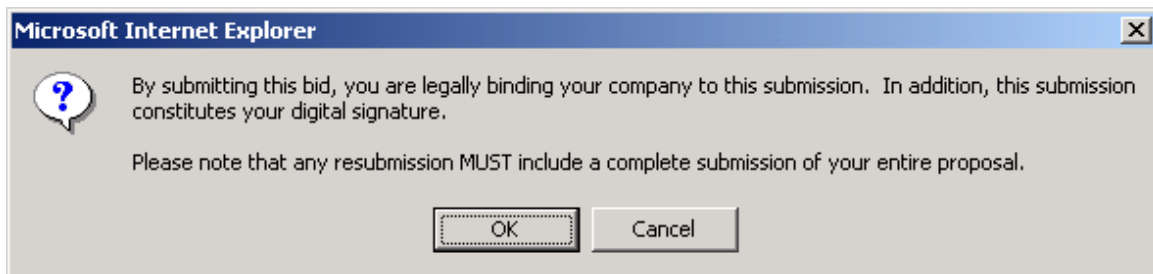 Microsoft Internet Explorer
By submitting this bid, you are legally binding your company to this submission.  In addition, this submission
constitutes your digital signature.
Please note that any resubmission MUST include a complete submission of your entire proposal.
OK
Cancel